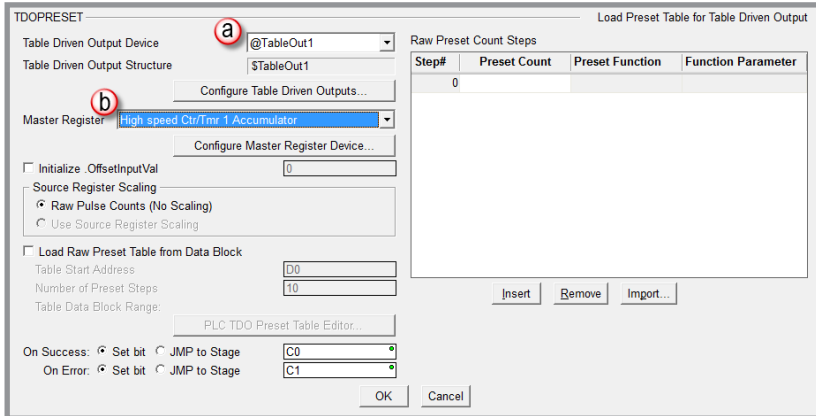 TDOPRESET
Load Preset Table for Table Driven Output
a
Table Driven Output Device
@TableOut1
Table Driven Output Structure
$TableOut1
Configure Table Driven Outputs...
b
Master Register
High speed Ctr/Tmr 1 Accumulator
Configure Master Register Device...
Initialize .OffsetInputVal
0
Source Register Scaling
Raw Pulse Counts (No Scaling)
Use Source Register Scaling
Load Raw Preset Table from Data Block
Table Start Address
D0
Number of Preset Steps
10
Table Data Block Range:
PLC TDO Preset Table Editor...
On Success: Set bit JMP to Stage C0
On Error: Set bit JMP to Stage C1
Raw Preset Count Steps
Step# Preset Count Preset Function Function Parameter
0
Insert Remove Import...
OK Cancel